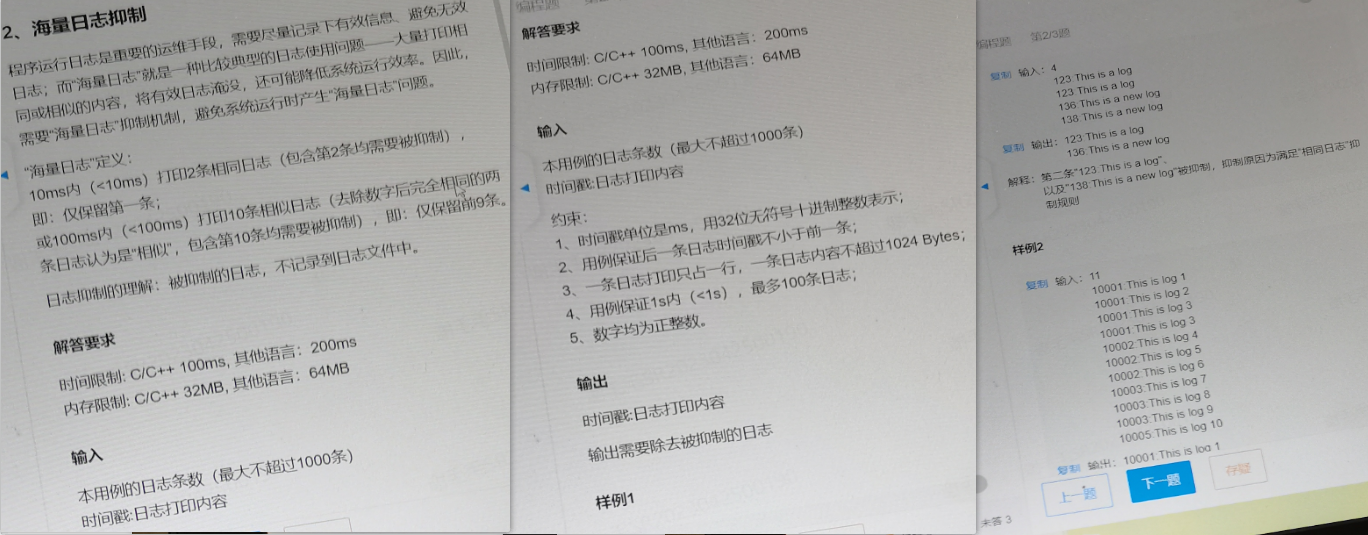 2、海量日志抑制
程序运行日志是重要的运维手段，需要尽量记录下有效信息、避免无效
日志；而“海量日志”就是一种比较典型的日志使用问题——大量打印相
同或相似的内容，将有效日志淹没，还可能降低系统运行效率。因此，
需要“海量日志”抑制机制，避免系统运行时产生“海量日志”问题。
“海量日志”定义：
10ms内（<10ms）打印2条相同日志（包含第2条均需要被抑制），
即：仅保留第一条；
或100ms内（<100ms）打印10条相似日志（去除数字后完全相同的两
条日志认为是“相似”，包含第10条均需要被抑制），即：仅保留前9条。
日志抑制的理解：被抑制的日志，不记录到日志文件中。
解答要求
时间限制: C/C++ 100ms, 其他语言：200ms
内存限制: C/C++ 32MB, 其他语言：64MB
输入
本用例的日志条数（最大不超过1000条）
时间戳:日志打印内容
编程题
解答要求
时间限制: C/C++ 100ms, 其他语言：200ms
内存限制: C/C++ 32MB, 其他语言：64MB
输入
本用例的日志条数（最大不超过1000条）
时间戳:日志打印内容
约束：
1、时间戳单位是ms，用32位无符号十进制整数表示；
2、用例保证后一条日志时间戳不小于前一条；
3、一条日志打印只占一行，一条日志内容不超过1024 Bytes；
4、用例保证1s内（<1s），最多100条日志；
5、数字均为正整数。
输出
时间戳:日志打印内容
输出需要除去被抑制的日志
样例1
编程题 第2/3题
复制 输入：4
123:This is a log
123:This is a log
136:This is a new log
138:This is a new log
复制 输出：123:This is a log
136:This is a new log
解释：第二条“123:This is a log”、
以及“138:This is a new log”被抑制，抑制原因为满足“相同日志”抑
制规则
样例2
复制 输入：11
10001:This is log 1
10001:This is log 2
10001:This is log 3
10001:This is log 3
10002:This is log 4
10002:This is log 5
10002:This is log 6
10003:This is log 7
10003:This is log 8
10003:This is log 9
10005:This is log 10
复制 输出：10001:This is log 1
上一题 下一题 存疑
未答 3